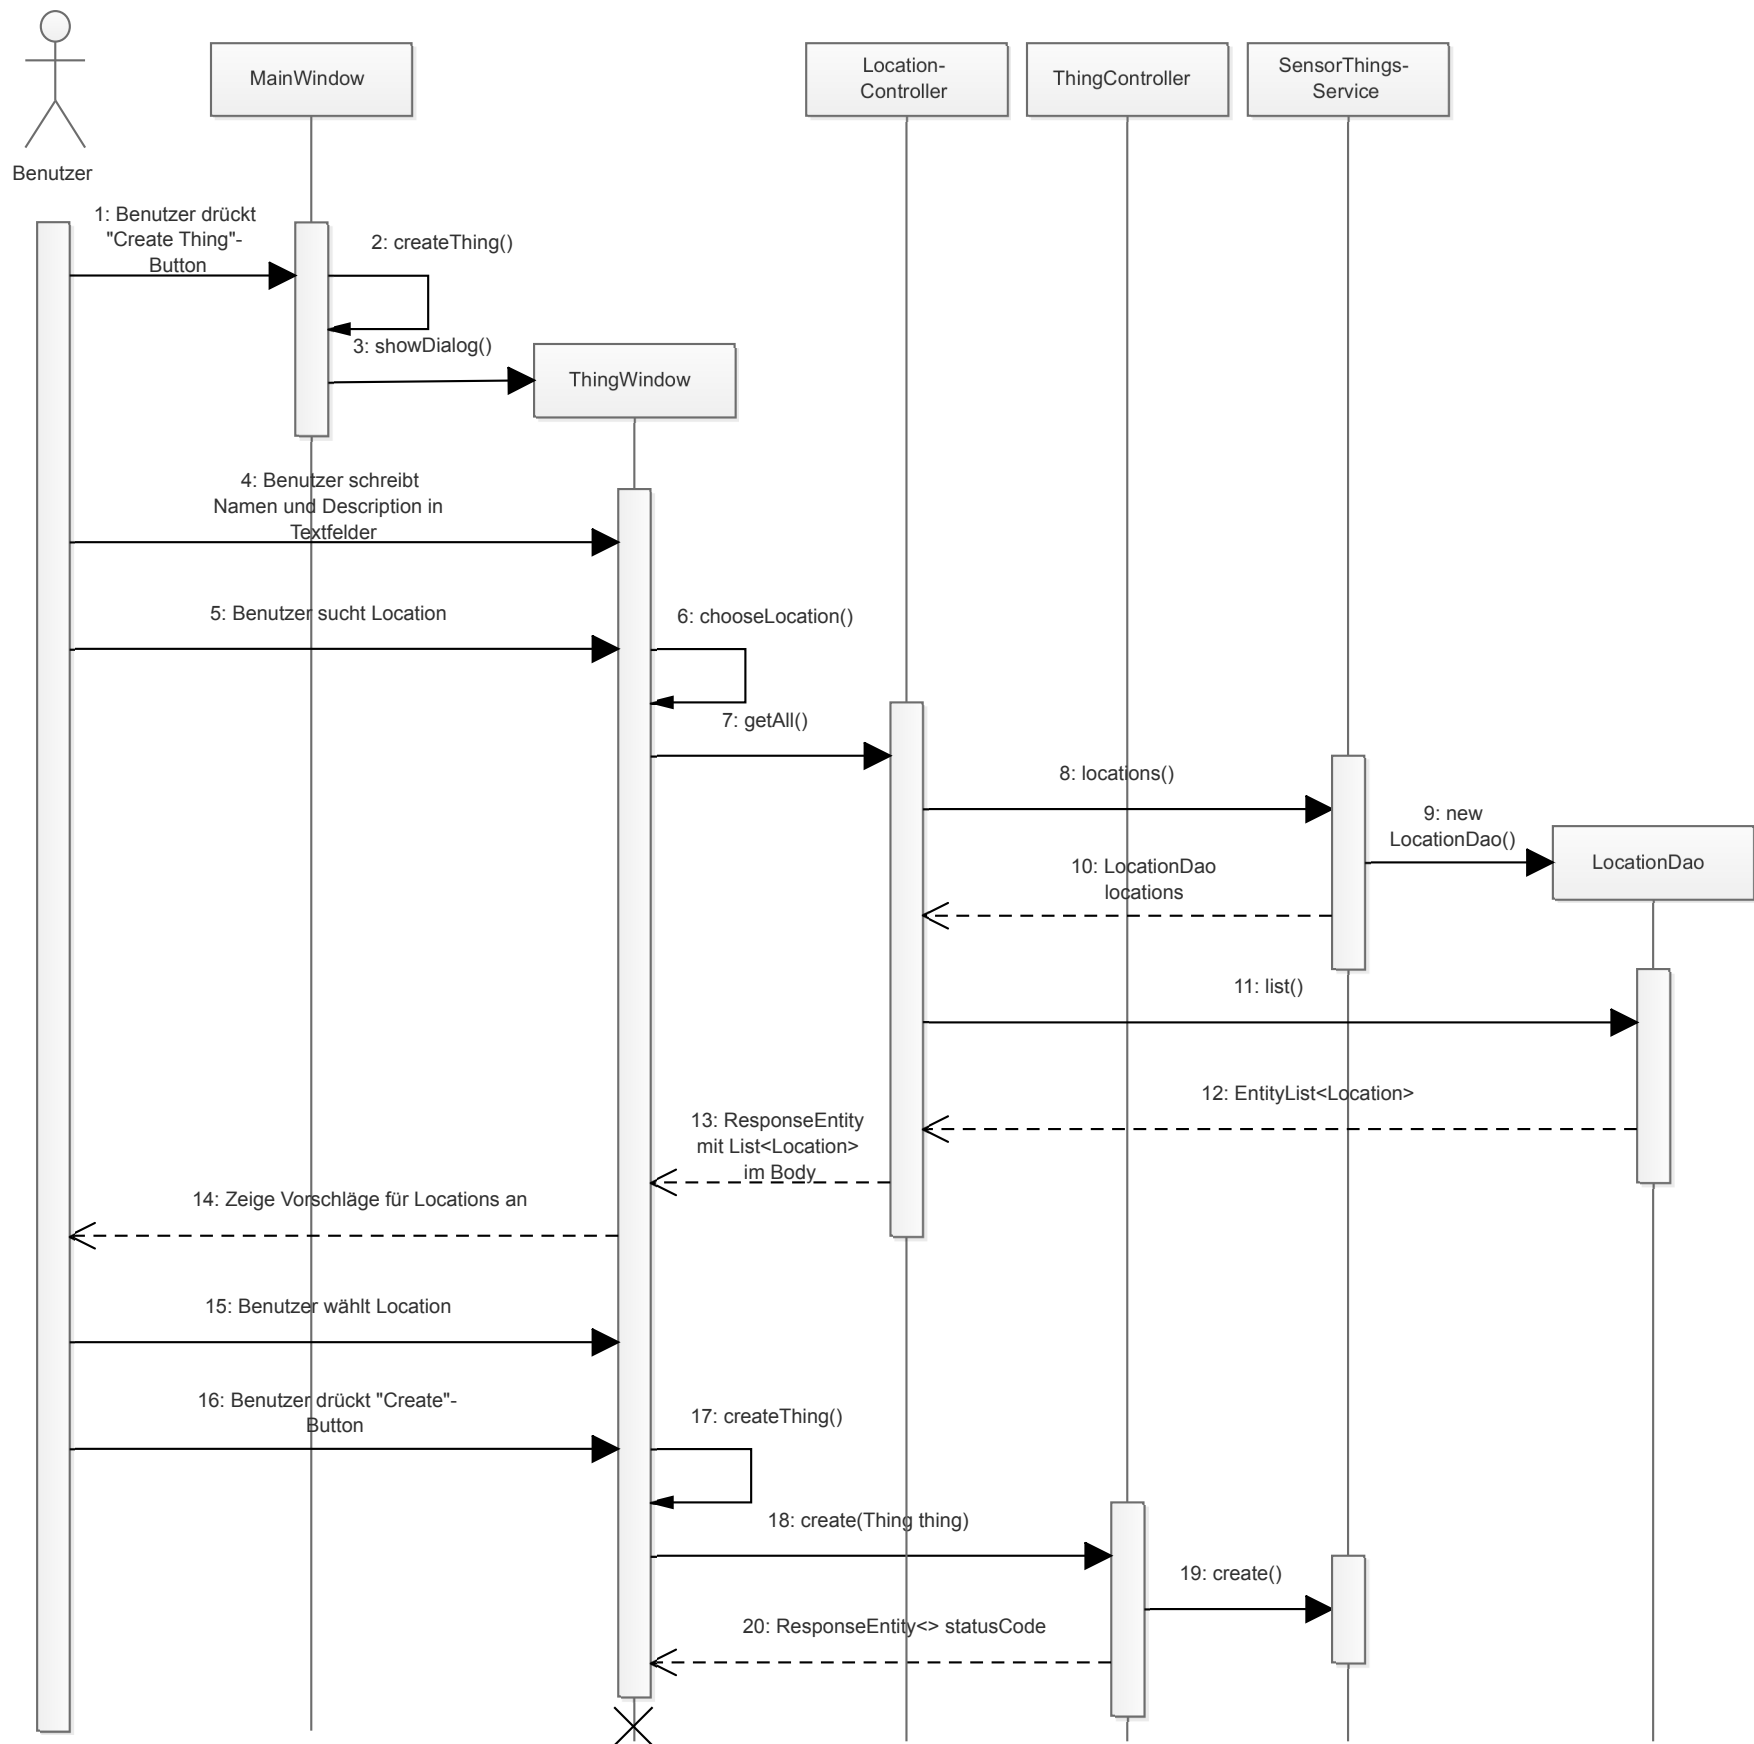 MainWindow
Location-
Controller
ThingController
SensorThings-
Service
Benutzer
1: Benutzer drückt
"Create Thing"-
Button
2: createThing()
3: showDialog()
ThingWindow
4: Benutzer schreibt
Namen und Description in
Textfelder
5: Benutzer sucht Location
6: chooseLocation()
7: getAll()
8: locations()
9: new
LocationDao()
LocationDao
10: LocationDao
locations
11: list()
12: EntityList<Location>
13: ResponseEntity
mit List<Location>
im Body
14: Zeige Vorschläge für Locations an
15: Benutzer wählt Location
16: Benutzer drückt "Create"-
Button
17: createThing()
18: create(Thing thing)
19: create()
20: ResponseEntity<> statusCode